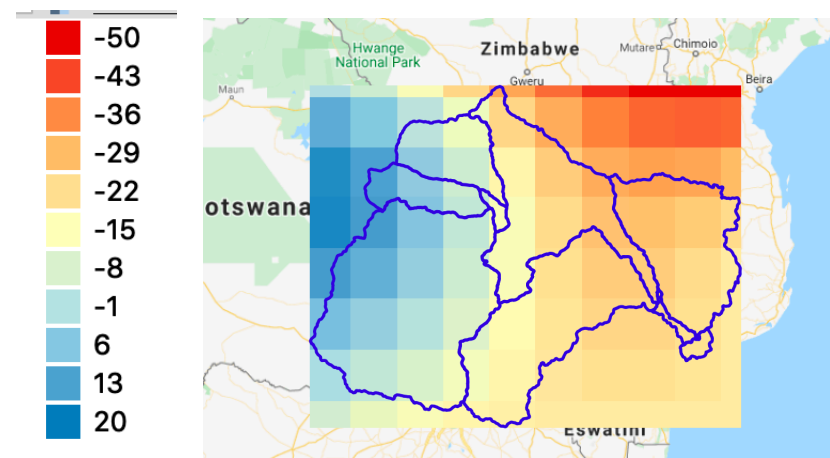 -50
-43
-36
-29
-22
-15
-8
-1
6
13
20
Hwange
National Park
Zimbabwe
Mutare
Chimoio
Gweru
Maun
Beira
otswana
Eswatini